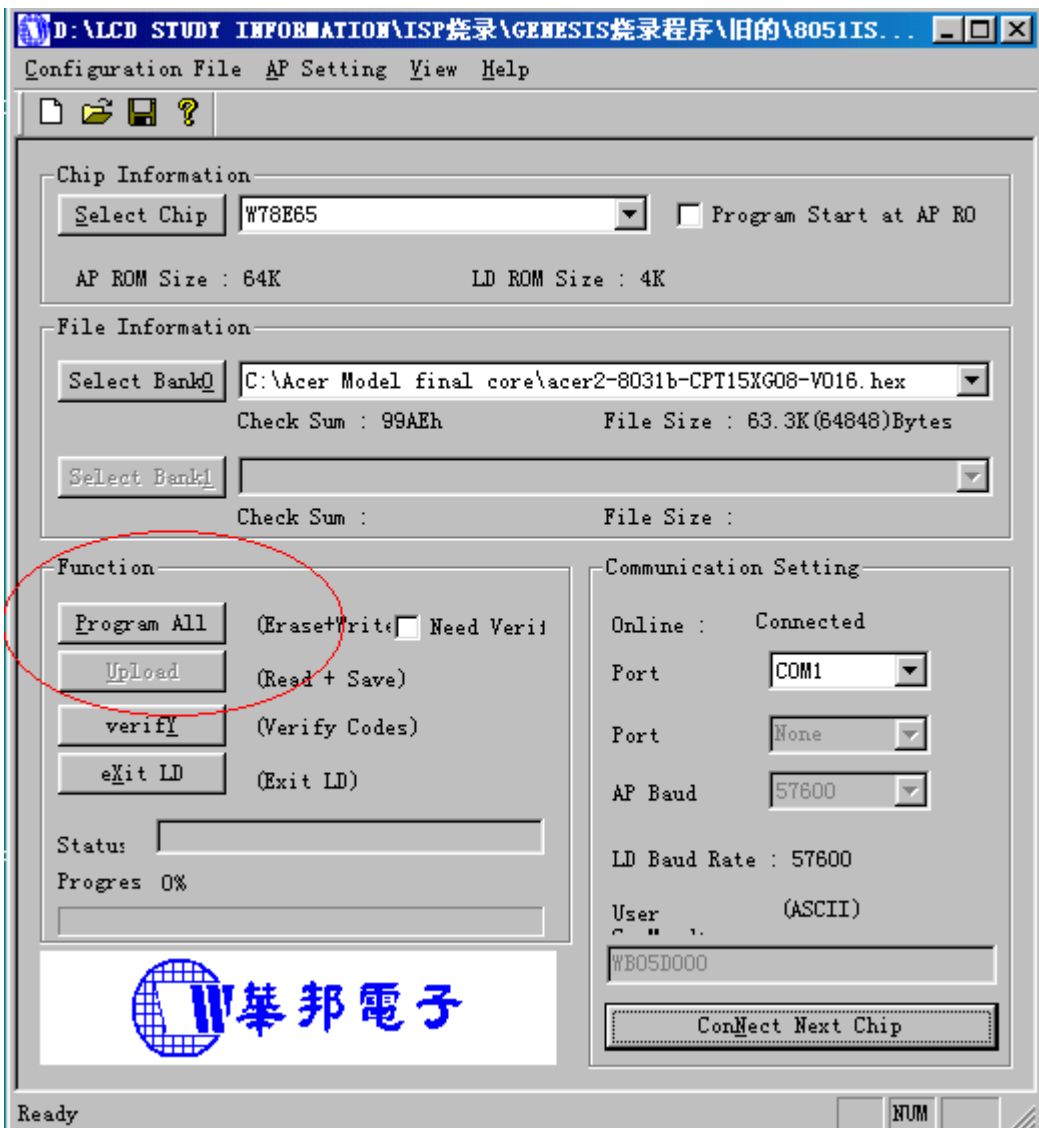 D:\LCD STUDY INFORMATION\ISP烧录\GENESIS烧录程序\旧的\8051IS...
Configuration File AP Setting View Help
Chip Information
Select Chip W78E65 Program Start at AP RO
AP ROM Size : 64K LD ROM Size : 4K
File Information
Select Bank0 C:\Acer Model final core\acer2-8031b-CPT15XG08-V016.hex
Check Sum : 99AEh File Size : 63.3K(64848)Bytes
Select Bank1
Check Sum : File Size :
Function
Program All (Erase+Write Need Verif
Upload (Read + Save)
verifY (Verify Codes)
eXit LD (Exit LD)
Status
Progres 0%
Communication Setting
Online : Connected
Port COM1
Port None
AP Baud 57600
LD Baud Rate : 57600
User (ASCII)
WB05D000
ConNect Next Chip
華邦電子
Ready NUM